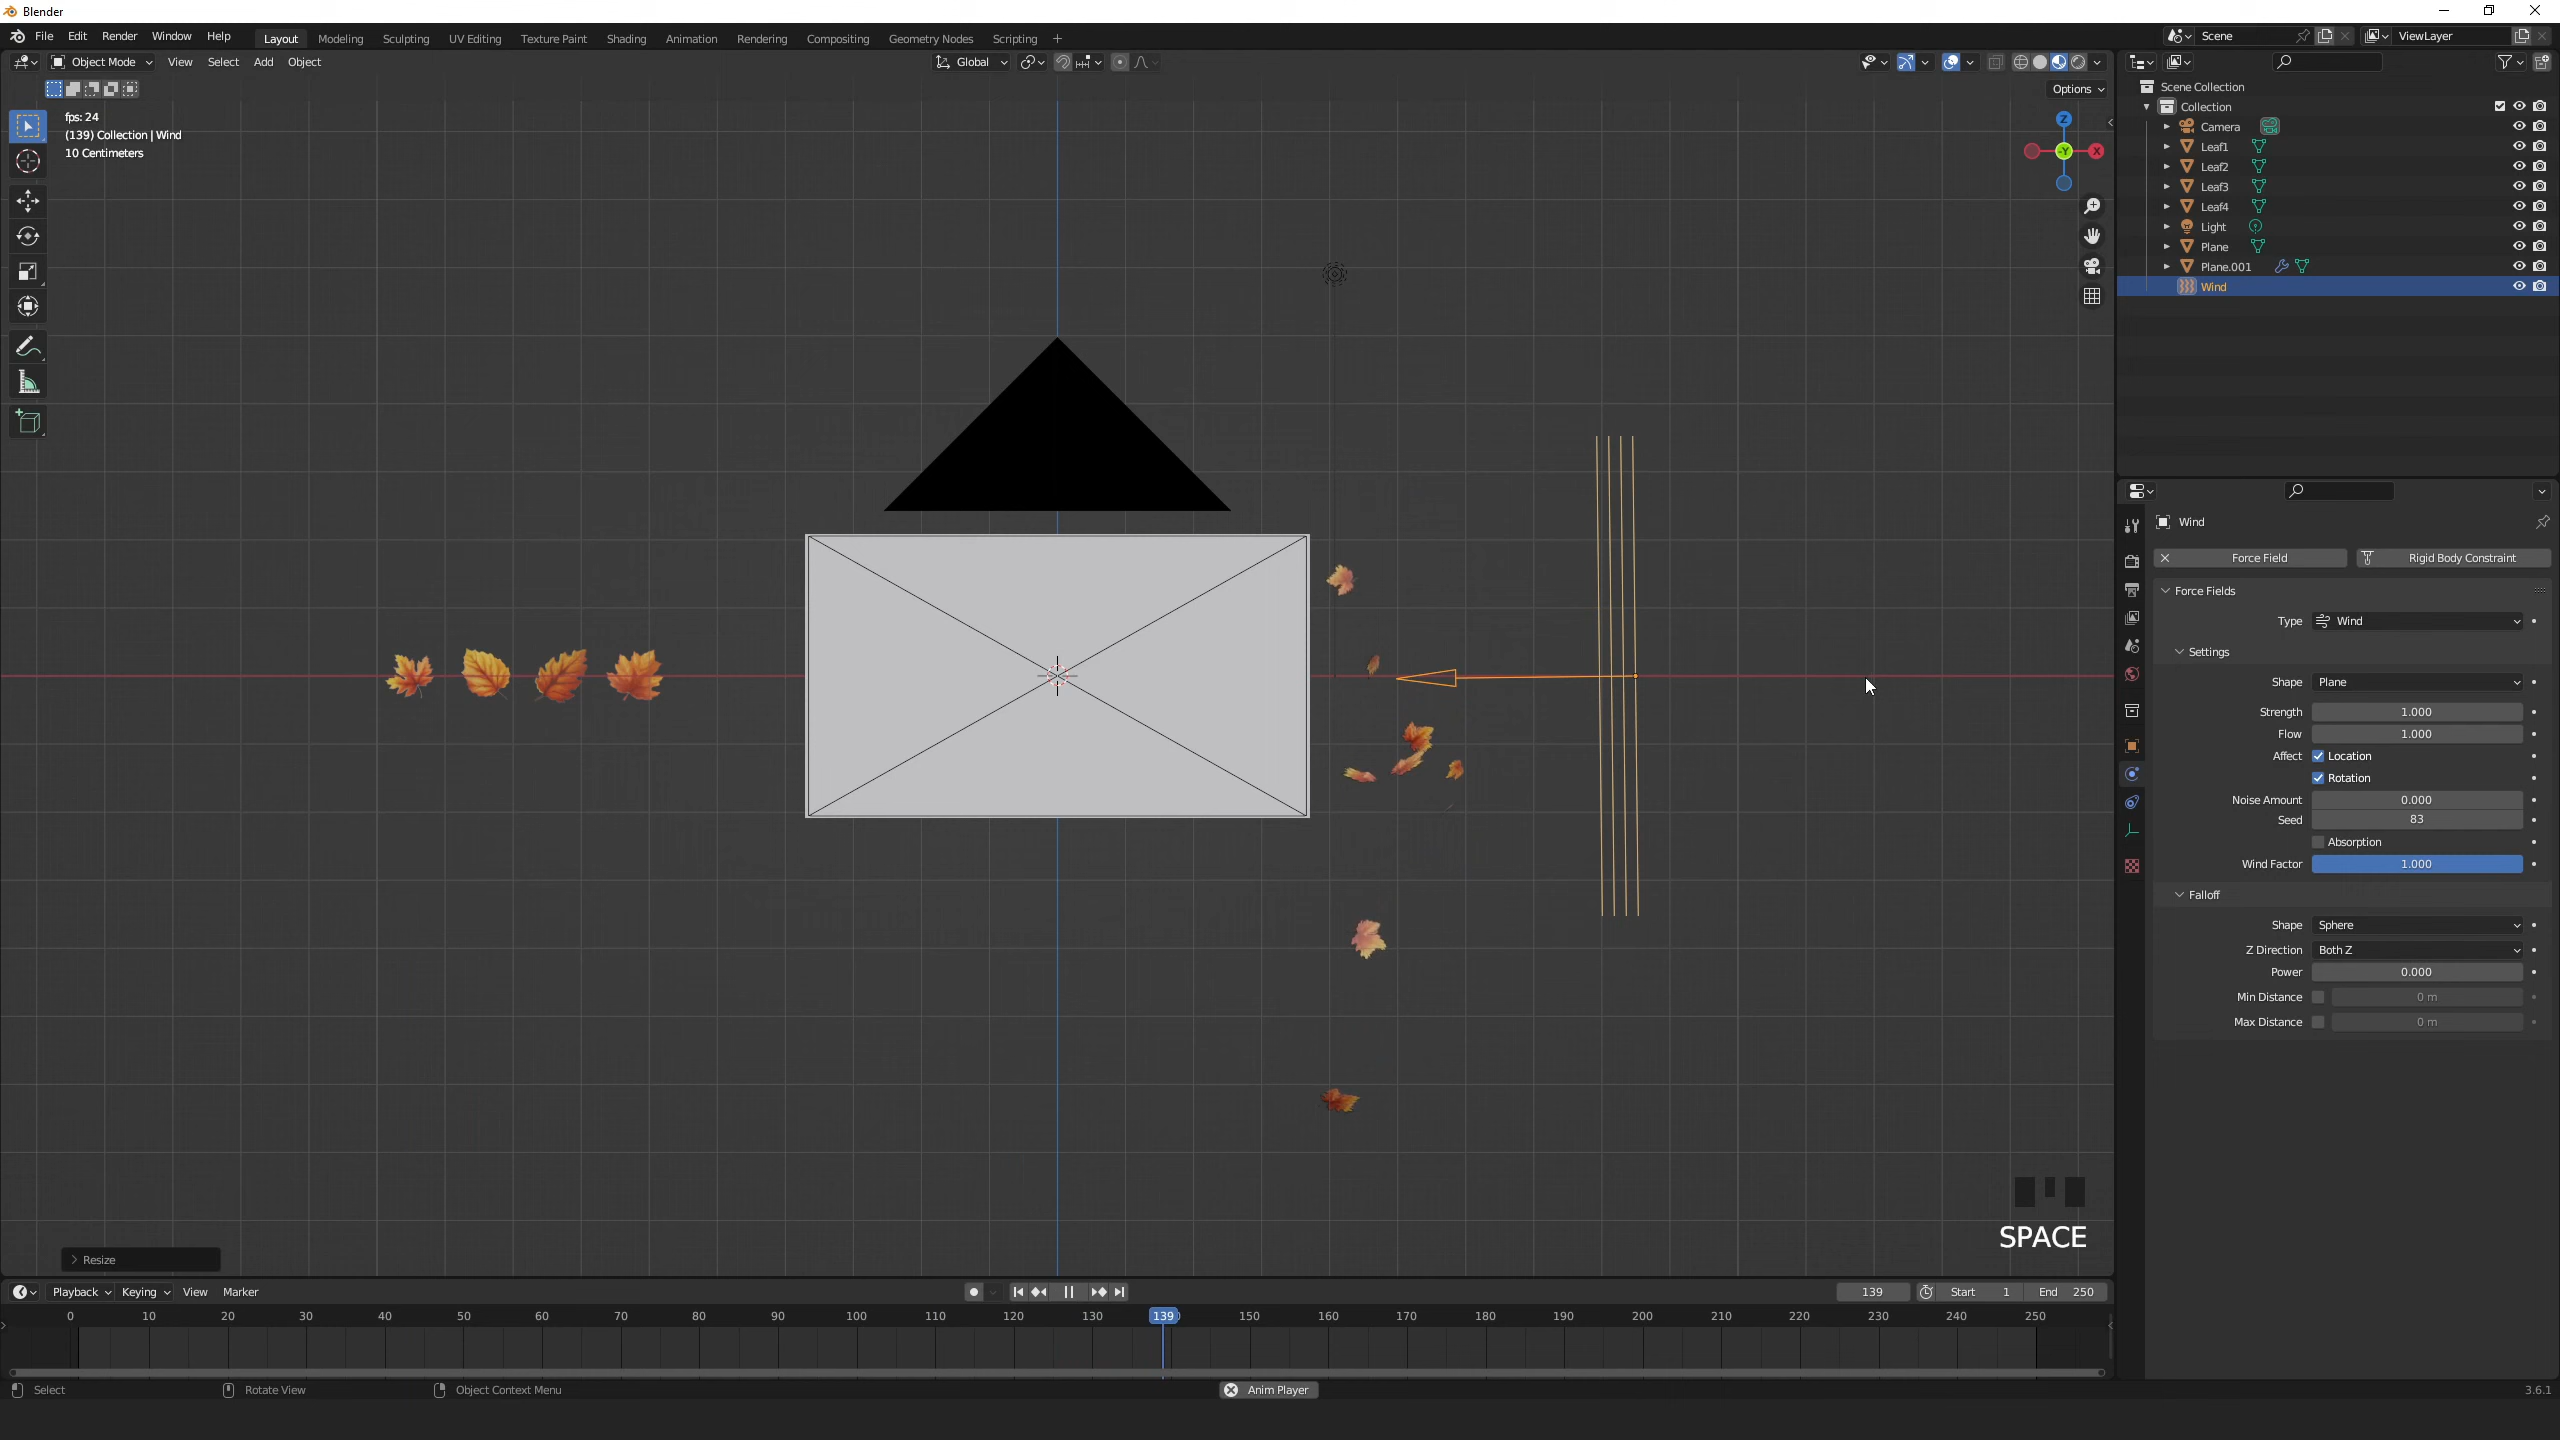 Blender
File Edit Render Window Help
Layout Modeling Sculpting UV Editing Texture Paint Shading Animation Rendering Compositing Geometry Nodes Scripting +
Scene
ViewLayer
Object Mode View Select Add Object
Global
Options
fps: 24
(139) Collection | Wind
10 Centimeters
Z
-Y
X
Scene Collection
Collection
Camera
Leaf1
Leaf2
Leaf3
Leaf4
Light
Plane
Plane.001
Wind
Wind
Force Field
Rigid Body Constraint
Force Fields
Type Wind
Settings
Shape Plane
Strength 1.000
Flow 1.000
Affect Location
Rotation
Noise Amount 0.000
Seed 83
Absorption
Wind Factor 1.000
Falloff
Shape Sphere
Z Direction Both Z
Power 0.000
Min Distance 0 m
Max Distance 0 m
SPACE
Resize
Playback Keying View Marker
139 Start 1 End 250
0 10 20 30 40 50 60 70 80 90 100 110 120 130 139 150 160 170 180 190 200 210 220 230 240 250
Select Rotate View Object Context Menu Anim Player 3.6.1